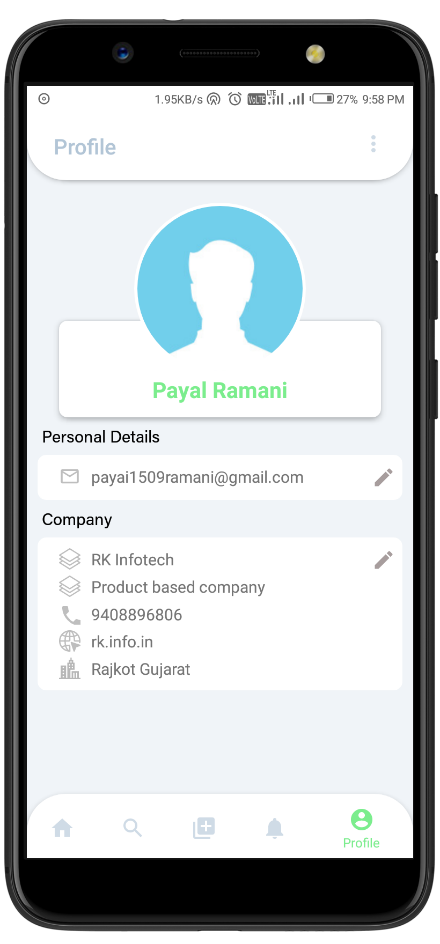 1.95KB/s VoLTE LTE 27% 9:58 PM
Profile
Payal Ramani
Personal Details
payai1509ramani@gmail.com
Company
RK Infotech
Product based company
9408896806
rk.info.in
Rajkot Gujarat
Profile